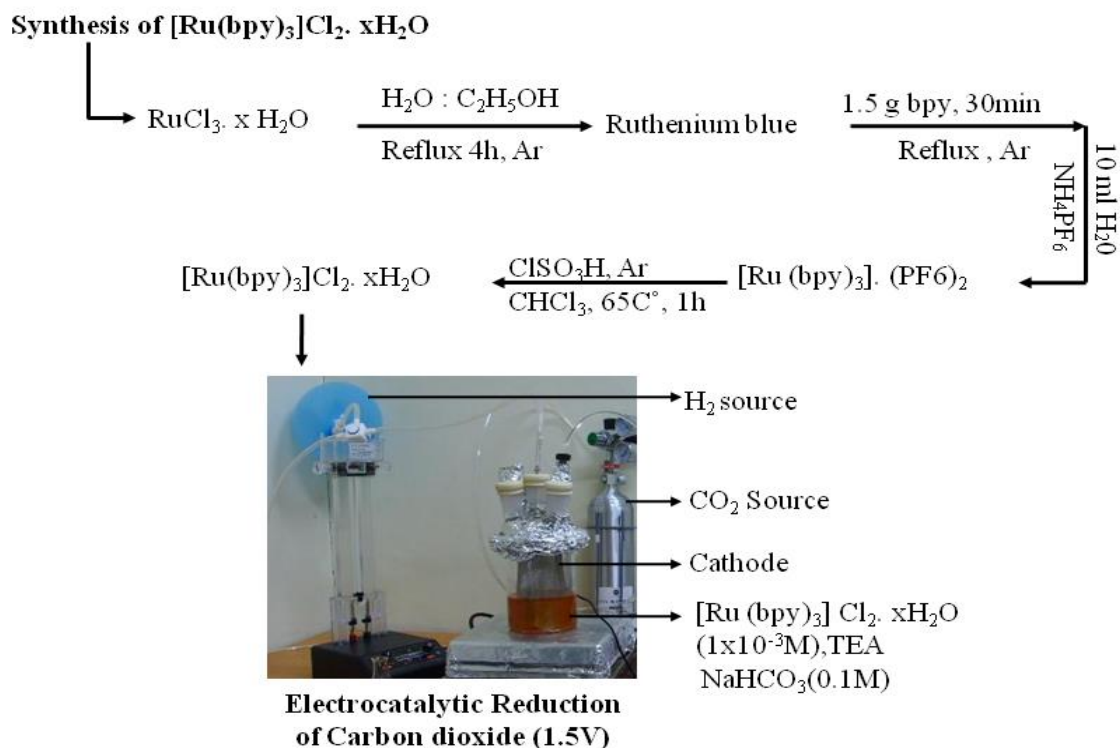 Synthesis of [Ru(bpy)₃]Cl₂. xH₂O
RuCl₃. x H₂O
H₂O : C₂H₅OH
Reflux 4h, Ar
Ruthenium blue
1.5 g bpy, 30min
Reflux , Ar
10 ml H₂0
NH₄PF₆
[Ru (bpy)₃]. (PF6)₂
ClSO₃H, Ar
CHCl₃, 65C˚, 1h
[Ru(bpy)₃]Cl₂. xH₂O
H₂ source
CO₂ Source
Cathode
[Ru (bpy)₃] Cl₂. xH₂O
(1x10⁻³M),TEA
NaHCO₃(0.1M)
Electrocatalytic Reduction
of Carbon dioxide (1.5V)